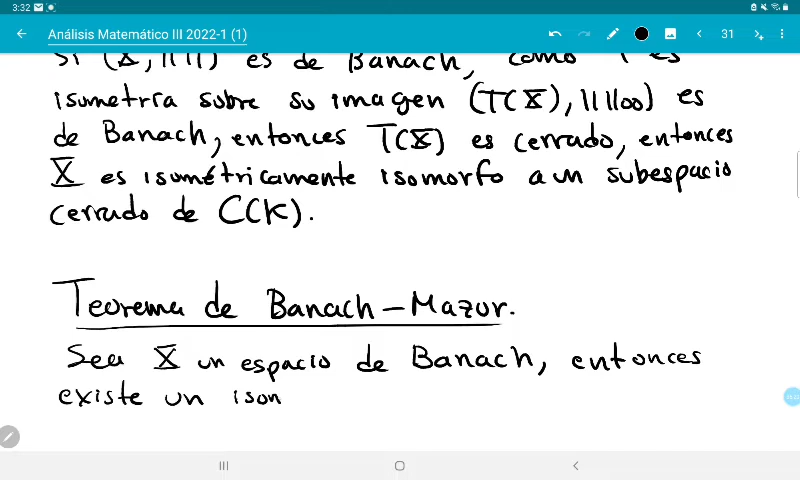 3:32
Análisis Matemático III 2022-1 (1)
31
Si (X, || ||) es de Banach, como T es
isometría sobre su imagen (T(X), || ||∞) es
de Banach, entonces T(X) es cerrado, entonces
X es isométricamente isomorfo a un subespacio
cerrado de C(K).
Teorema de Banach-Mazur.
Sea X un espacio de Banach, entonces
existe un isom